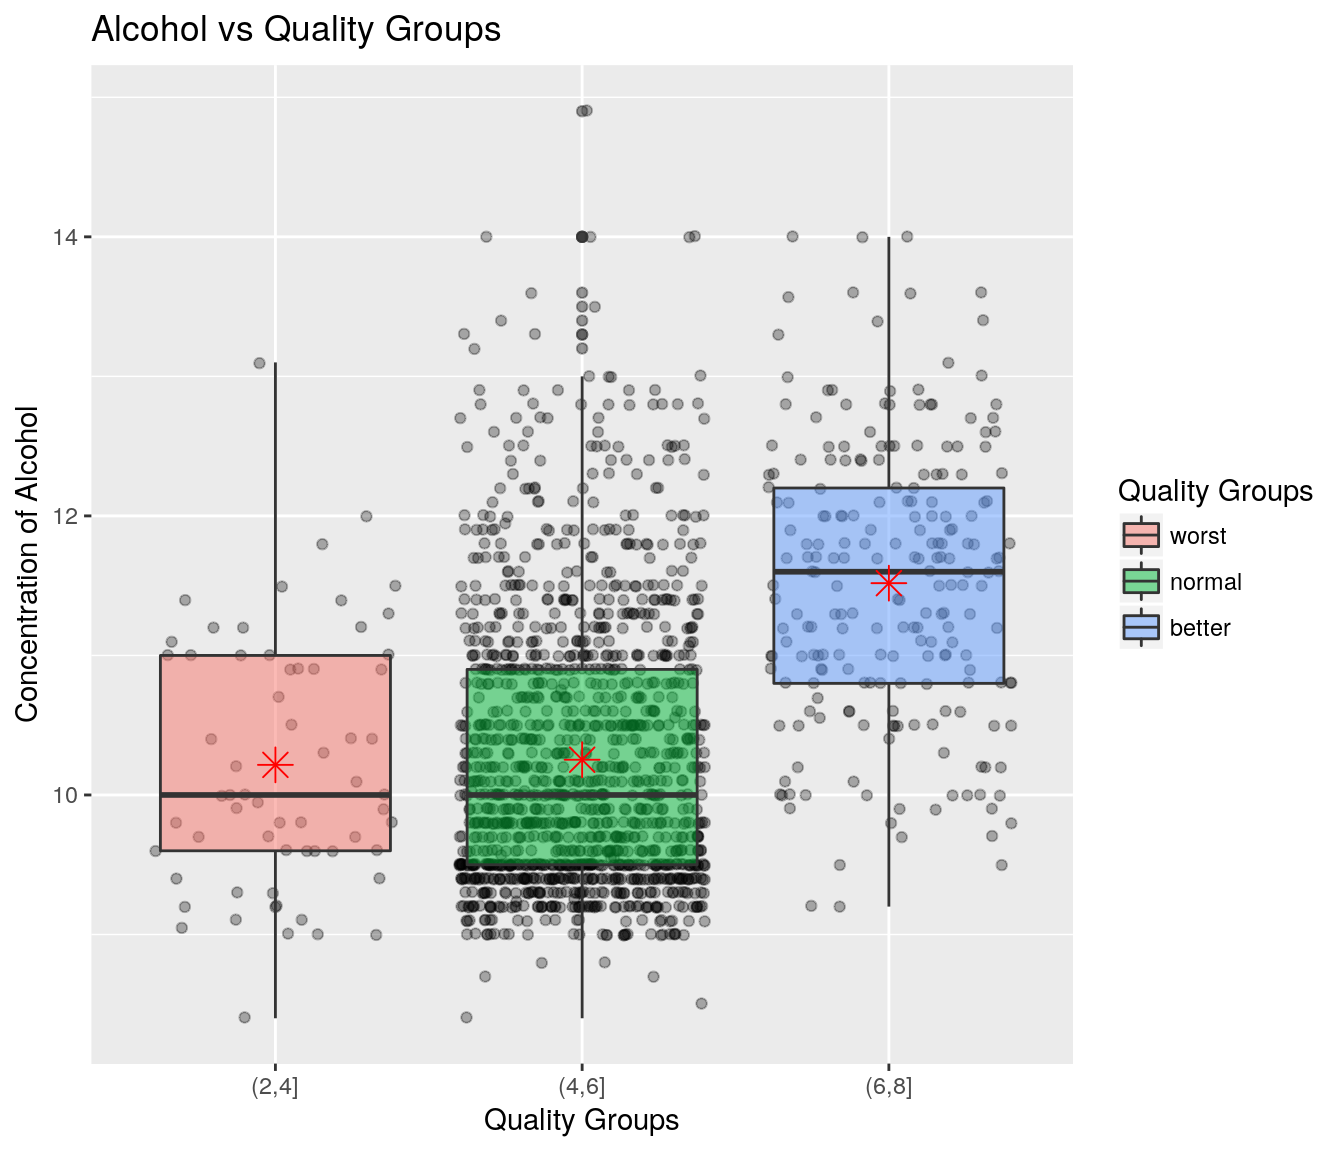 Alcohol vs Quality Groups
Concentration of Alcohol
14
12
10
(2,4]
(4,6]
(6,8]
Quality Groups
Quality Groups
worst
normal
better